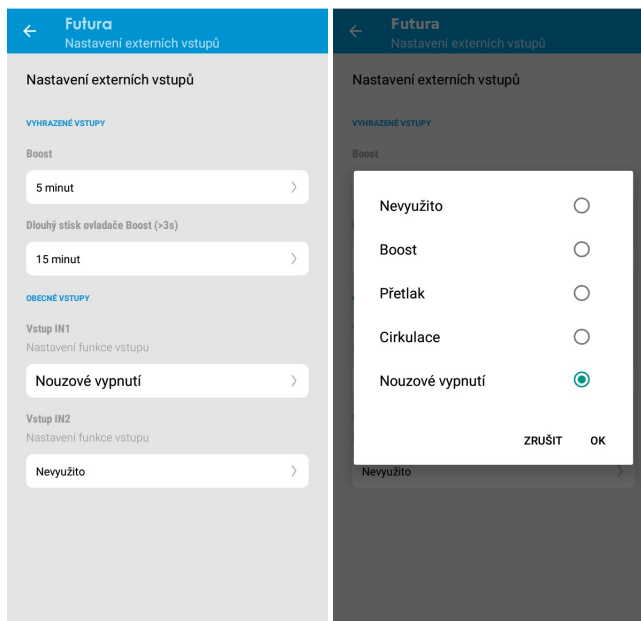 Futura
Nastavení externích vstupů
Nastavení externích vstupů
VYHRAZENÉ VSTUPY
Boost
5 minut
Dlouhý stisk ovladače Boost (>3s)
15 minut
OBECNÉ VSTUPY
Vstup IN1
Nastavení funkce vstupu
Nouzové vypnutí
Vstup IN2
Nastavení funkce vstupu
Nevyužito
Futura
Nastavení externích vstupů
Nastavení externích vstupů
VYHRAZENÉ VSTUPY
Boost
Nevyužito
Boost
Přetlak
Cirkulace
Nouzové vypnutí
ZRUŠIT OK
Nevyužito